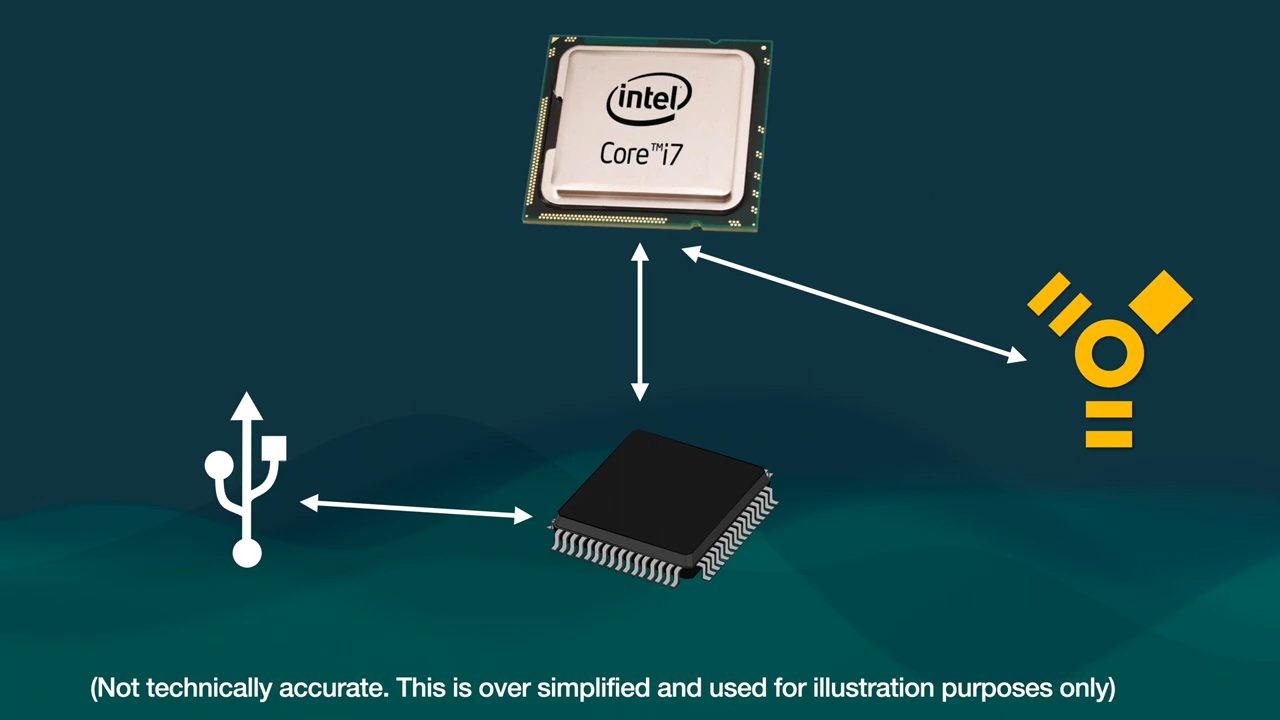 intel
Core™i7
(Not technically accurate. This is over simplified and used for illustration purposes only)